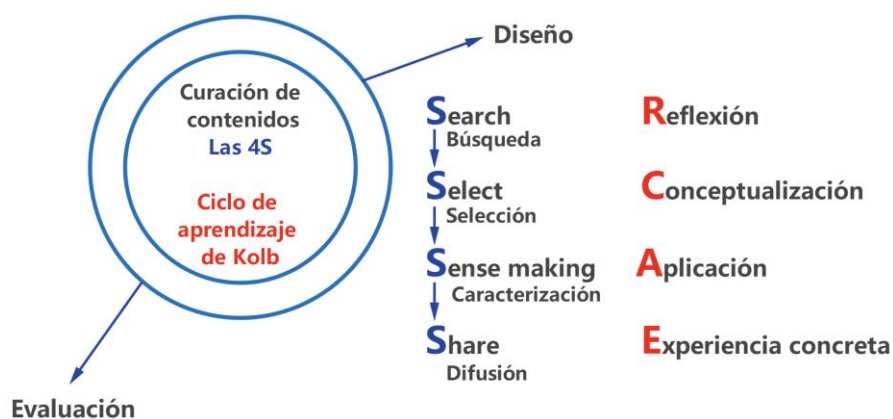 Diseño
Curación de
contenidos
Las 4S
Ciclo de
aprendizaje
de Kolb
Search
Búsqueda
Select
Selección
Sense making
Caracterización
Share
Difusión
Reflexión
Conceptualización
Aplicación
Experiencia concreta
Evaluación